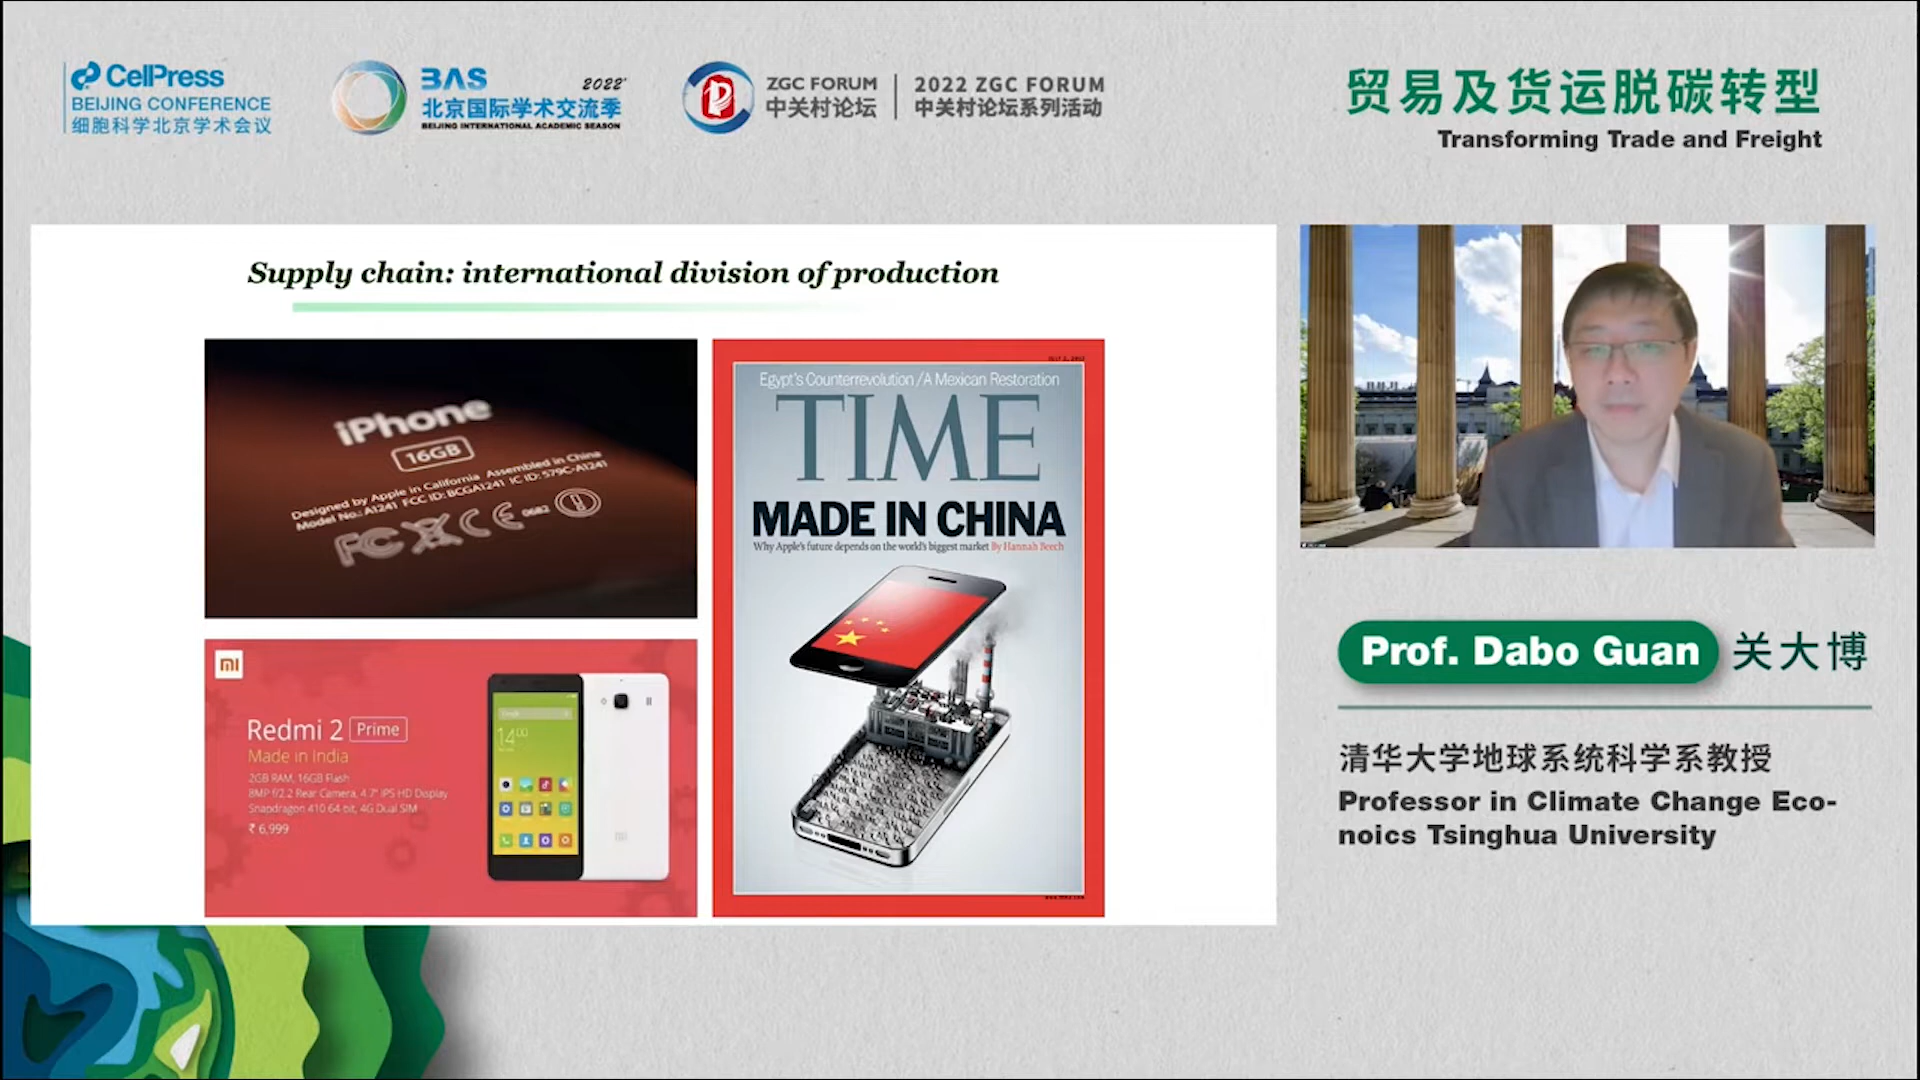 CellPress
BEIJING CONFERENCE
细胞科学北京学术会议
BAS 2022
北京国际学术交流季
BEIJING INTERNATIONAL ACADEMIC SEASON
ZGC FORUM
中关村论坛
2022 ZGC FORUM
中关村论坛系列活动
贸易及货运脱碳转型
Transforming Trade and Freight
Supply chain: international division of production
iPhone
16GB
Designed by Apple in California Assembled in China
Model No.: A1241 FCC ID: BCGA1241 IC ID: 579C-A1241
FC CE 0682
mi
Redmi 2 Prime
Made in India
2GB RAM, 16GB Flash
8MP f/2.2 Rear Camera, 4.7" IPS HD Display
Snapdragon 410 64 bit, 4G Dual SIM
₹ 6,999
14:00
mi
Egypt's Counterrevolution / A Mexican Restoration
TIME
MADE IN CHINA
Why Apple's future depends on the world's biggest market By Hannah Beech
Prof. Dabo Guan 关大博
清华大学地球系统科学系教授
Professor in Climate Change Eco-
noics Tsinghua University